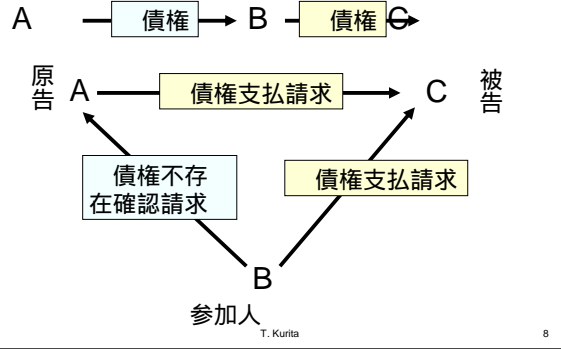 A 債権 B 債権 C
原告 A 債権支払請求 C 被告
債権不存
在確認請求
債権支払請求
B
参加人
T. Kurita 8